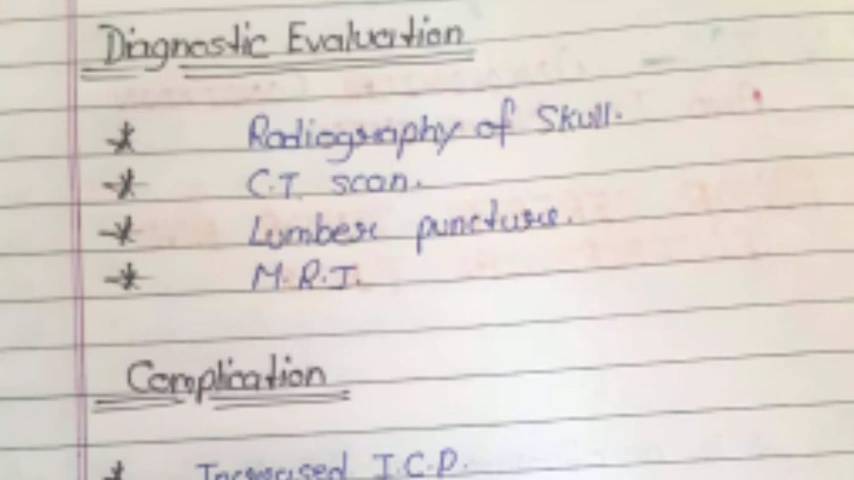 Diagnostic Evaluation
* Radiography of Skull.
* C.T. scan.
* Lumber puncture.
* M.R.I.
Complication
* Increased I.C.P.